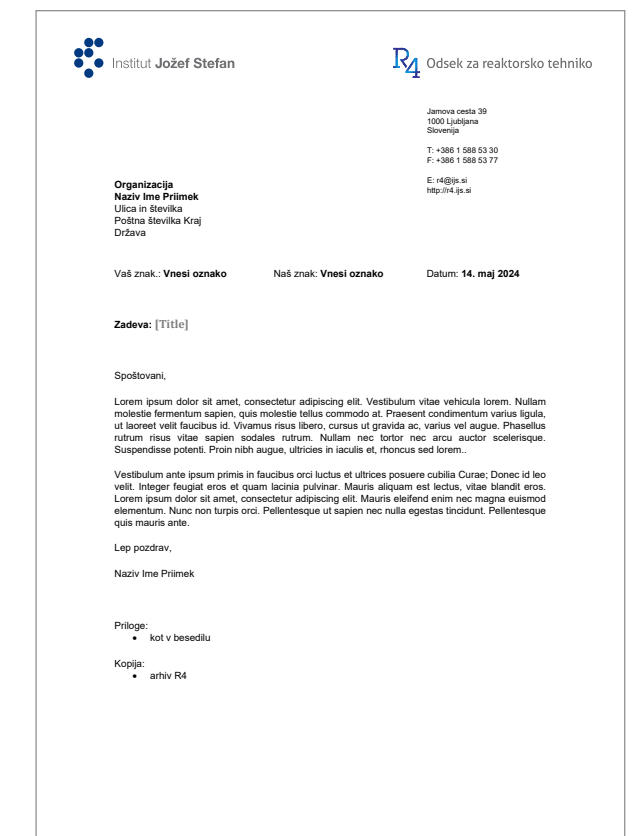 Institut Jožef Stefan
R4 Odsek za reaktorsko tehniko
Jamova cesta 39
1000 Ljubljana
Slovenija
T: +386 1 588 53 30
F: +386 1 588 53 77
E: r4@ijs.si
http://r4.ijs.si
Organizacija
Naziv Ime Priimek
Ulica in številka
Poštna številka Kraj
Država
Vaš znak.: Vnesi oznako Naš znak: Vnesi oznako Datum: 14. maj 2024
Zadeva: [Title]
Spoštovani,
Lorem ipsum dolor sit amet, consectetur adipiscing elit. Vestibulum vitae vehicula lorem. Nullam
molestie fermentum sapien, quis molestie tellus commodo at. Praesent condimentum varius ligula,
ut laoreet velit faucibus id. Vivamus risus libero, cursus ut gravida ac, varius vel augue. Phasellus
rutrum risus vitae sapien sodales rutrum. Nullam nec tortor nec arcu auctor scelerisque.
Suspendisse potenti. Proin nibh augue, ultricies in iaculis et, rhoncus sed lorem..
Vestibulum ante ipsum primis in faucibus orci luctus et ultrices posuere cubilia Curae; Donec id leo
velit. Integer feugiat eros et quam lacinia pulvinar. Mauris aliquam est lectus, vitae blandit eros.
Lorem ipsum dolor sit amet, consectetur adipiscing elit. Mauris eleifend enim nec magna euismod
elementum. Nunc non turpis orci. Pellentesque ut sapien nec nulla egestas tincidunt. Pellentesque
quis mauris ante.
Lep pozdrav,
Naziv Ime Priimek
Priloge:
• kot v besedilu
Kopija:
• arhiv R4